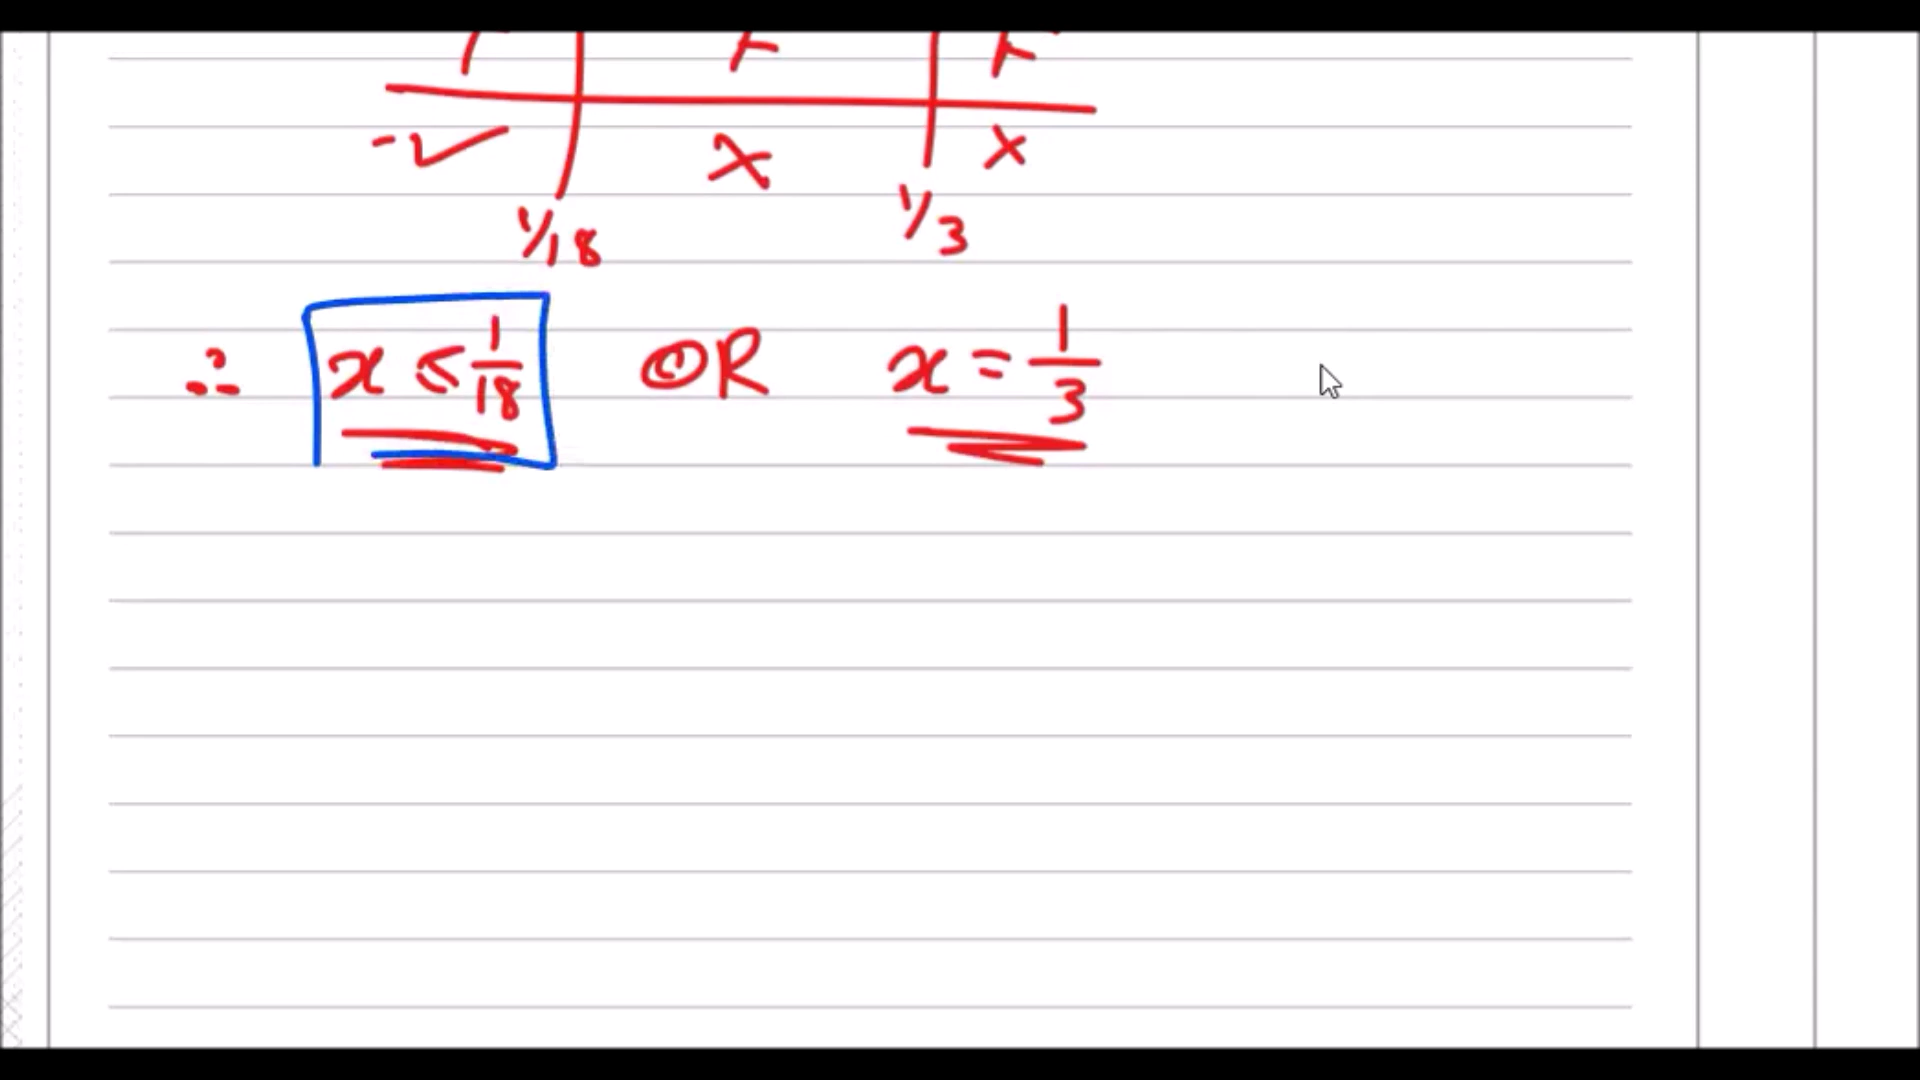 -✓ x x
1/18 1/3
∴ x ≤ 1/18 OR x = 1/3